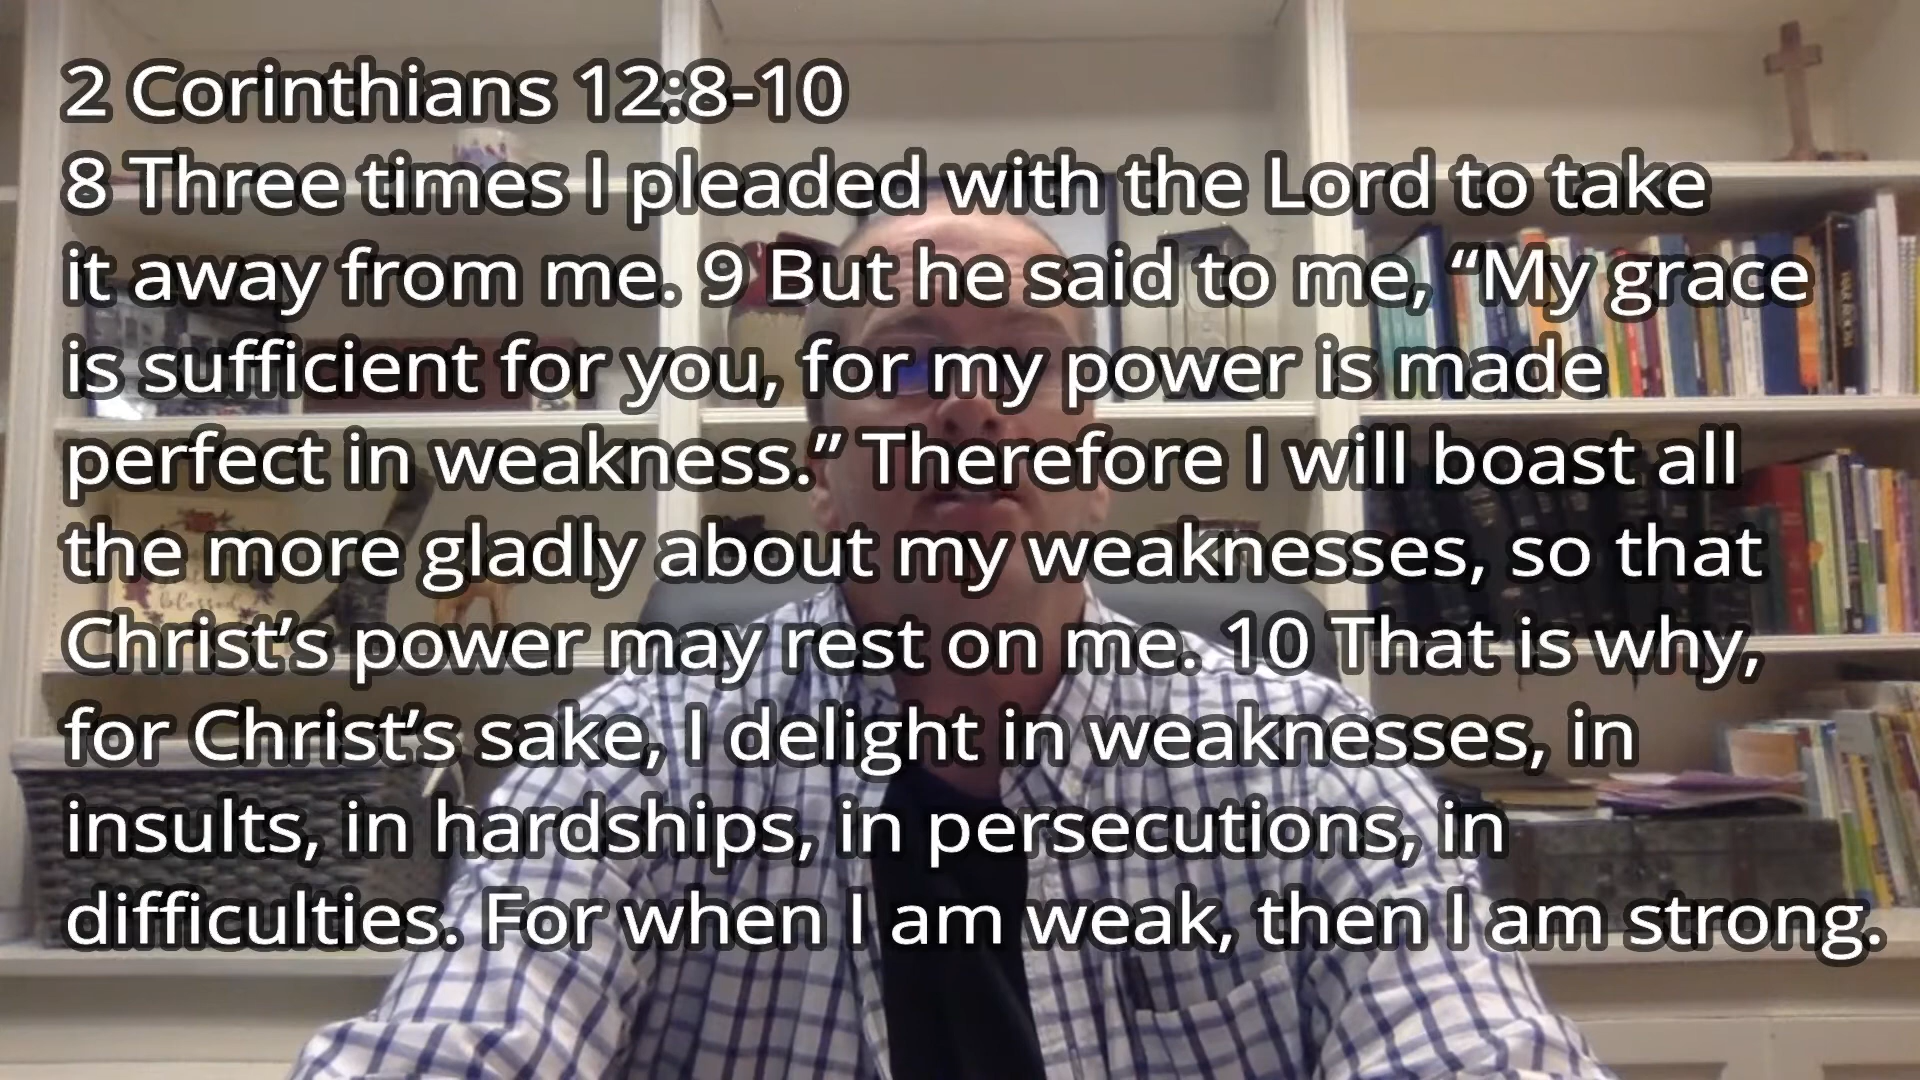 2 Corinthians 12:8-10
8 Three times I pleaded with the Lord to take
it away from me. 9 But he said to me, “My grace
is sufficient for you, for my power is made
perfect in weakness.” Therefore I will boast all
the more gladly about my weaknesses, so that
Christ’s power may rest on me. 10 That is why,
for Christ’s sake, I delight in weaknesses, in
insults, in hardships, in persecutions, in
difficulties. For when I am weak, then I am strong.
blessed